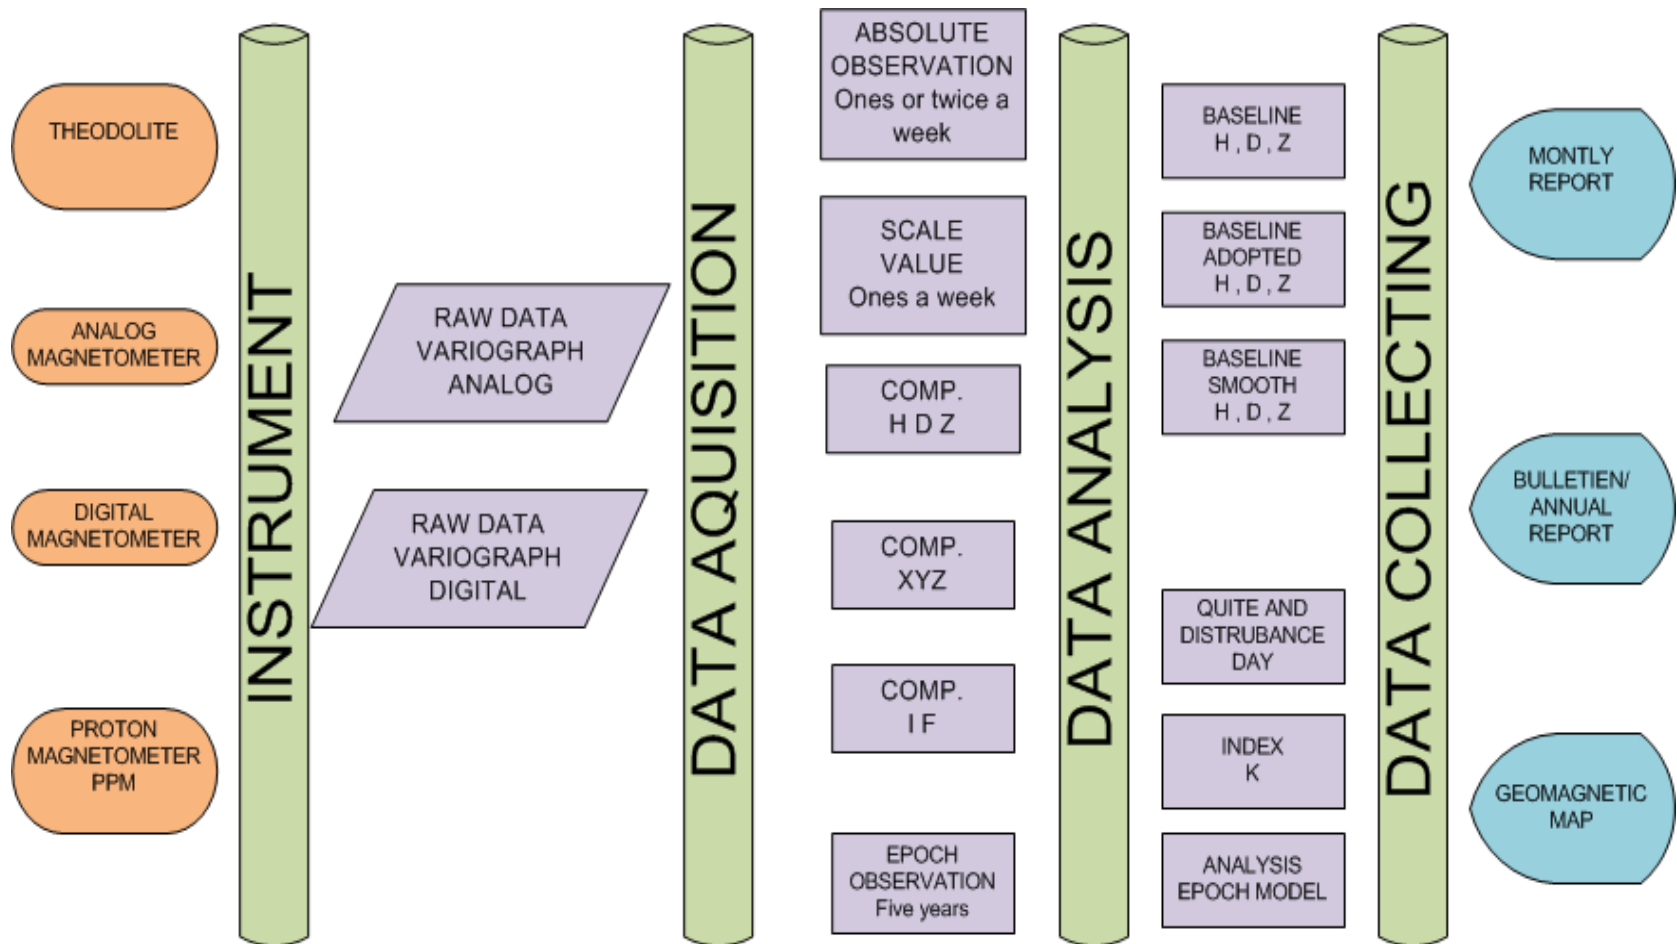 THEODOLITE
ANALOG
MAGNETOMETER
DIGITAL
MAGNETOMETER
PROTON
MAGNETOMETER
PPM
INSTRUMENT
RAW DATA
VARIOGRAPH
ANALOG
RAW DATA
VARIOGRAPH
DIGITAL
DATA AQUISITION
ABSOLUTE
OBSERVATION
Ones or twice a
week
SCALE
VALUE
Ones a week
COMP.
H D Z
COMP.
XYZ
COMP.
I F
EPOCH
OBSERVATION
Five years
DATA ANALYSIS
BASELINE
H , D , Z
BASELINE
ADOPTED
H , D , Z
BASELINE
SMOOTH
H , D , Z
QUITE AND
DISTRUBANCE
DAY
INDEX
K
ANALYSIS
EPOCH MODEL
DATA COLLECTING
MONTLY
REPORT
BULLETIEN/
ANNUAL
REPORT
GEOMAGNETIC
MAP